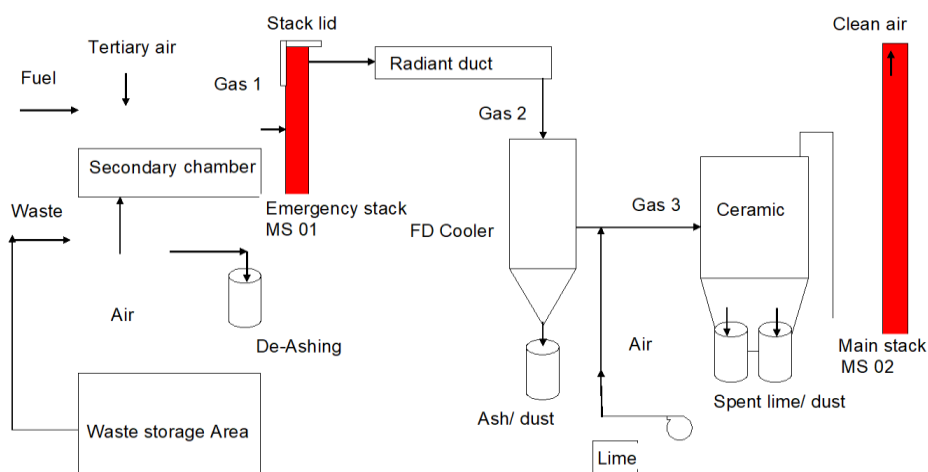 Stack lid
Clean air
Tertiary air
Fuel
Gas 1
Radiant duct
Gas 2
Secondary chamber
Waste
Emergency stack
MS 01
FD Cooler
Gas 3
Ceramic
Air
De-Ashing
Air
Main stack
MS 02
Ash/ dust
Spent lime/ dust
Waste storage Area
Lime